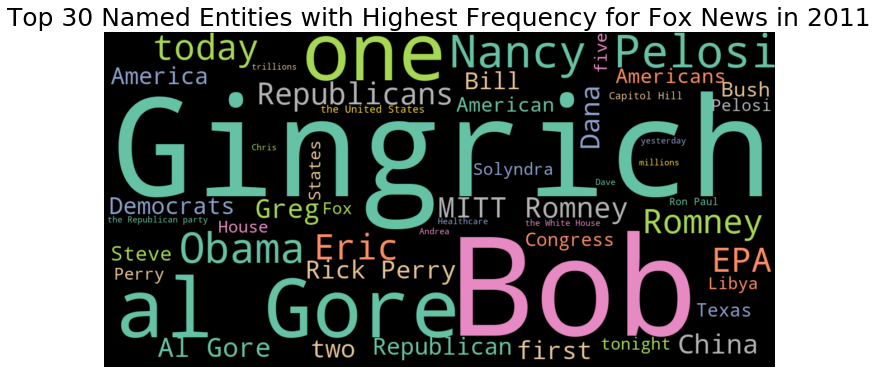 Top 30 Named Entities with Highest Frequency for Fox News in 2011
today
one
Nancy Pelosi
five
America
trillions
Bill
Americans
Republicans
the United States
American
Capitol Hill
Bush
Pelosi
Dana
Gingrich
Chris
States
Solyndra
yesterday
millions
Dave
Democrats
the Republican party
Greg
Fox
MITT Romney
Healthcare
Ron Paul
Romney
House
Andrea
the White House
Steve
Obama
Eric
Congress
EPA
Perry
Rick Perry
Bob
Libya
al Gore
Texas
Al Gore
two
Republican
first
tonight
China